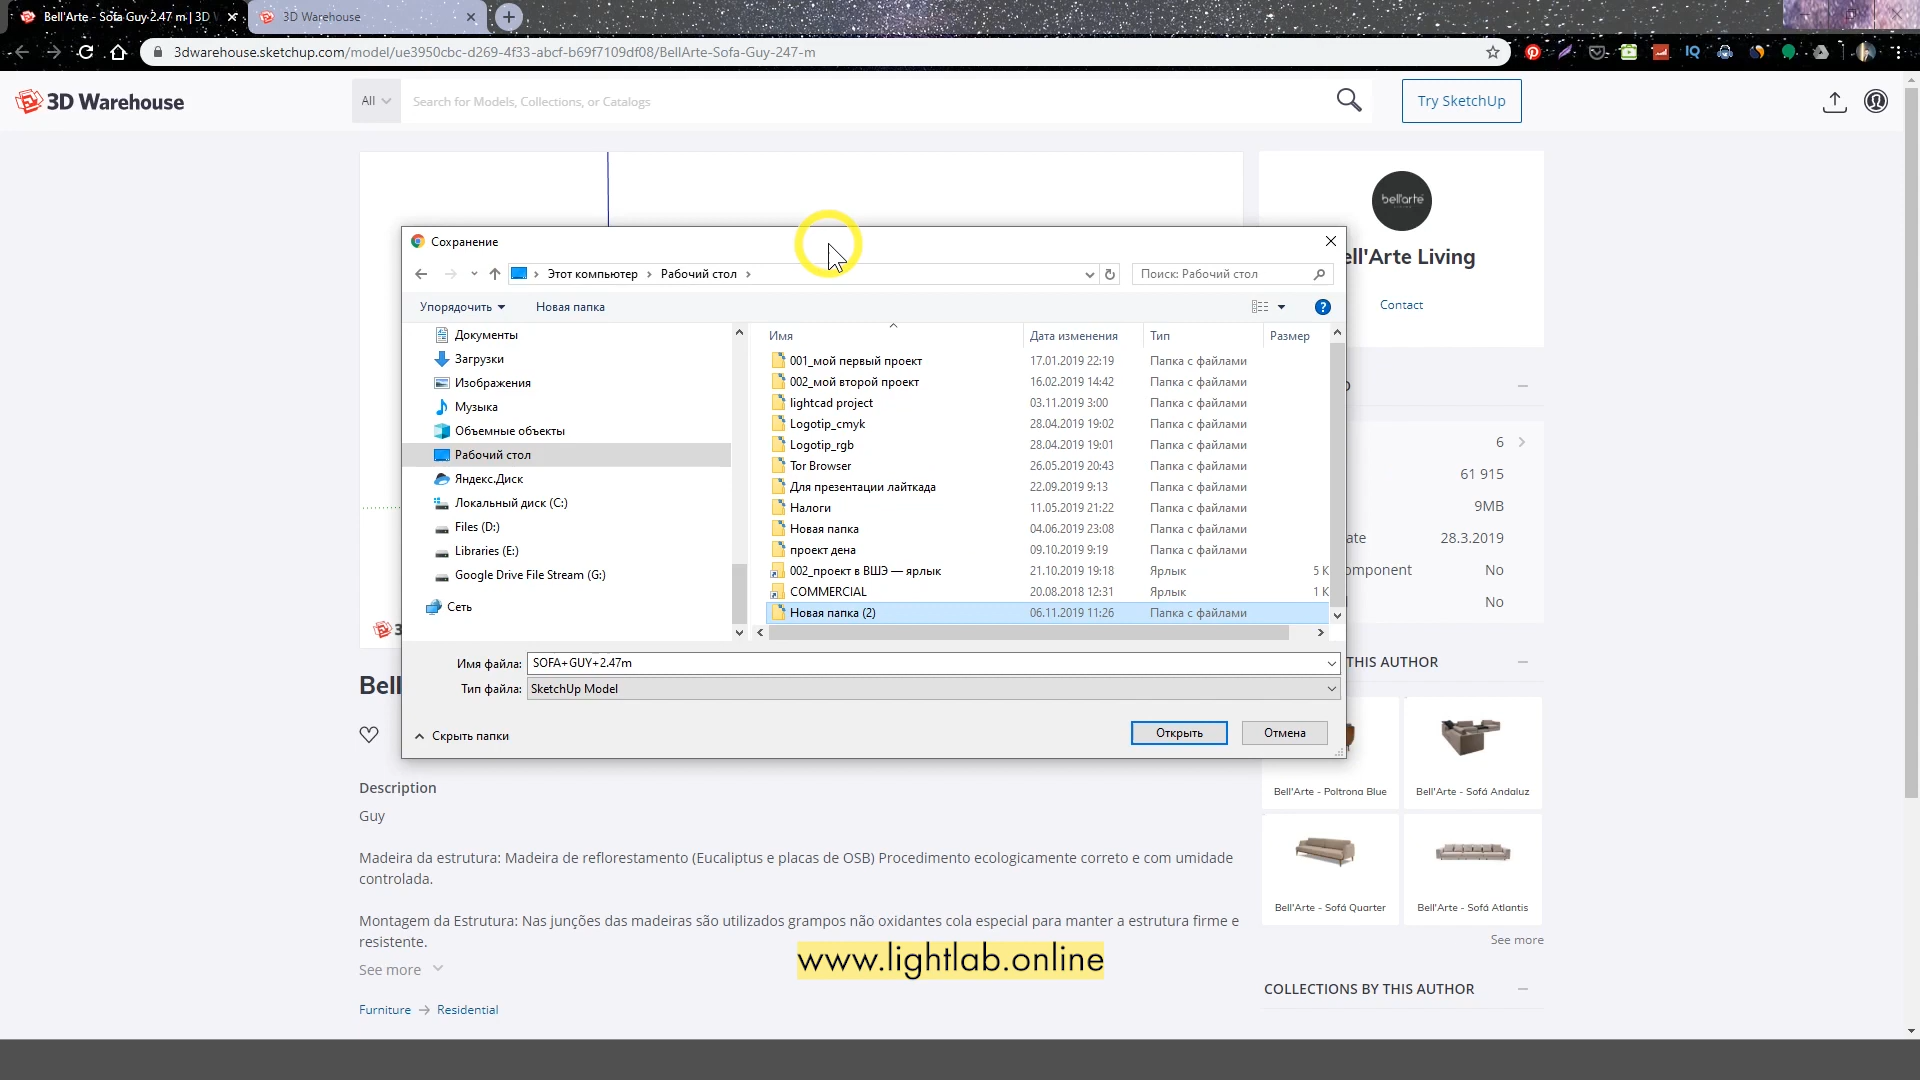 Bell'Arte - Sofa Guy 2.47 m | 3D
3D Warehouse
3dwarehouse.sketchup.com/model/ue3950cbc-d269-4f33-abcf-b69f7109df08/BellArte-Sofa-Guy-247-m
3D Warehouse
All
Search for Models, Collections, or Catalogs
Try SketchUp
bell'arte
ell'Arte Living
Contact
Сохранение
Этот компьютер
Рабочий стол
Поиск: Рабочий стол
Упорядочить
Новая папка
Документы
Загрузки
Изображения
Музыка
Объемные объекты
Рабочий стол
Яндекс.Диск
Локальный диск (C:)
Files (D:)
Libraries (E:)
Google Drive File Stream (G:)
Сеть
Имя Дата изменения Тип Размер
001_мой первый проект 17.01.2019 22:19 Папка с файлами
002_мой второй проект 16.02.2019 14:42 Папка с файлами
lightcad project 03.11.2019 3:00 Папка с файлами
Logotip_cmyk 28.04.2019 19:02 Папка с файлами
Logotip_rgb 28.04.2019 19:01 Папка с файлами
Tor Browser 26.05.2019 20:43 Папка с файлами
Для презентации лайткада 22.09.2019 9:13 Папка с файлами
Налоги 11.05.2019 21:22 Папка с файлами
Новая папка 04.06.2019 23:08 Папка с файлами
проект дена 09.10.2019 9:19 Папка с файлами
002_проект в ВШЭ — ярлык 21.10.2019 19:18 Ярлык 5 К
COMMERCIAL 20.08.2018 12:31 Ярлык 1 К
Новая папка (2) 06.11.2019 11:26 Папка с файлами
Имя файла: SOFA+GUY+2.47m
Тип файла: SketchUp Model
Скрыть папки
Открыть
Отмена
6
61 915
9MB
ate 28.3.2019
omponent No
No
THIS AUTHOR
Bell'Arte - Poltrona Blue
Bell'Arte - Sofá Andaluz
Bell'Arte - Sofá Quarter
Bell'Arte - Sofá Atlantis
See more
COLLECTIONS BY THIS AUTHOR
Bell
Description
Guy
Madeira da estrutura: Madeira de reflorestamento (Eucaliptus e placas de OSB) Procedimento ecologicamente correto e com umidade
controlada.
Montagem da Estrutura: Nas junções das madeiras são utilizados grampos não oxidantes cola especial para manter a estrutura firme e
resistente.
See more
www.lightlab.online
Furniture → Residential